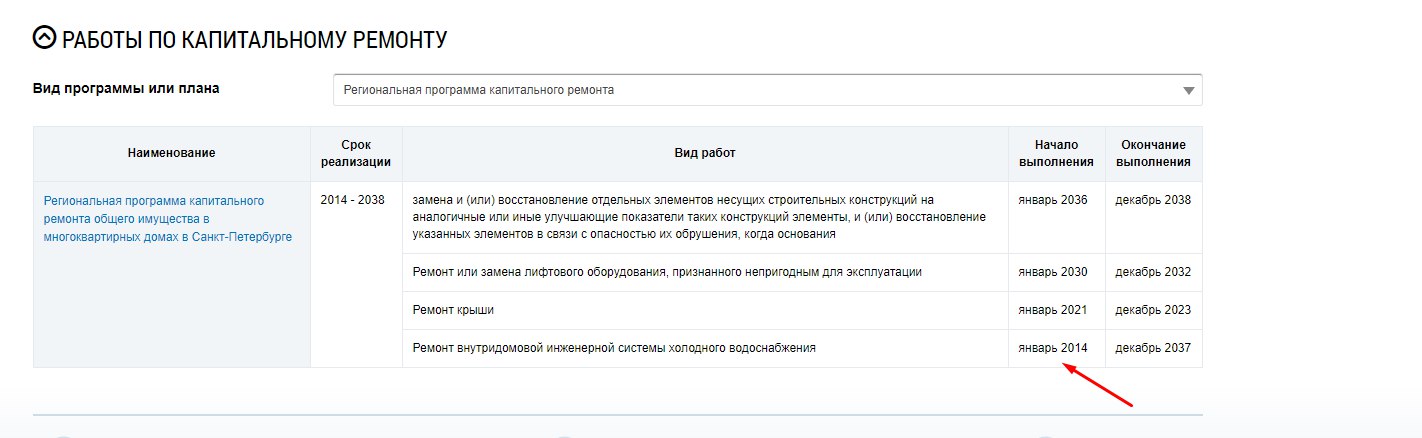 РАБОТЫ ПО КАПИТАЛЬНОМУ РЕМОНТУ
Вид программы или плана
Региональная программа капитального ремонта
Наименование
Срок
реализации
Вид работ
Начало
выполнения
Окончание
выполнения
Региональная программа капитального
ремонта общего имущества в
многоквартирных домах в Санкт-Петербурге
2014 - 2038
замена и (или) восстановление отдельных элементов несущих строительных конструкций на
аналогичные или иные улучшающие показатели таких конструкций элементы, и (или) восстановление
указанных элементов в связи с опасностью их обрушения, когда основания
январь 2036
декабрь 2038
Ремонт или замена лифтового оборудования, признанного непригодным для эксплуатации
январь 2030
декабрь 2032
Ремонт крыши
январь 2021
декабрь 2023
Ремонт внутридомовой инженерной системы холодного водоснабжения
январь 2014
декабрь 2037